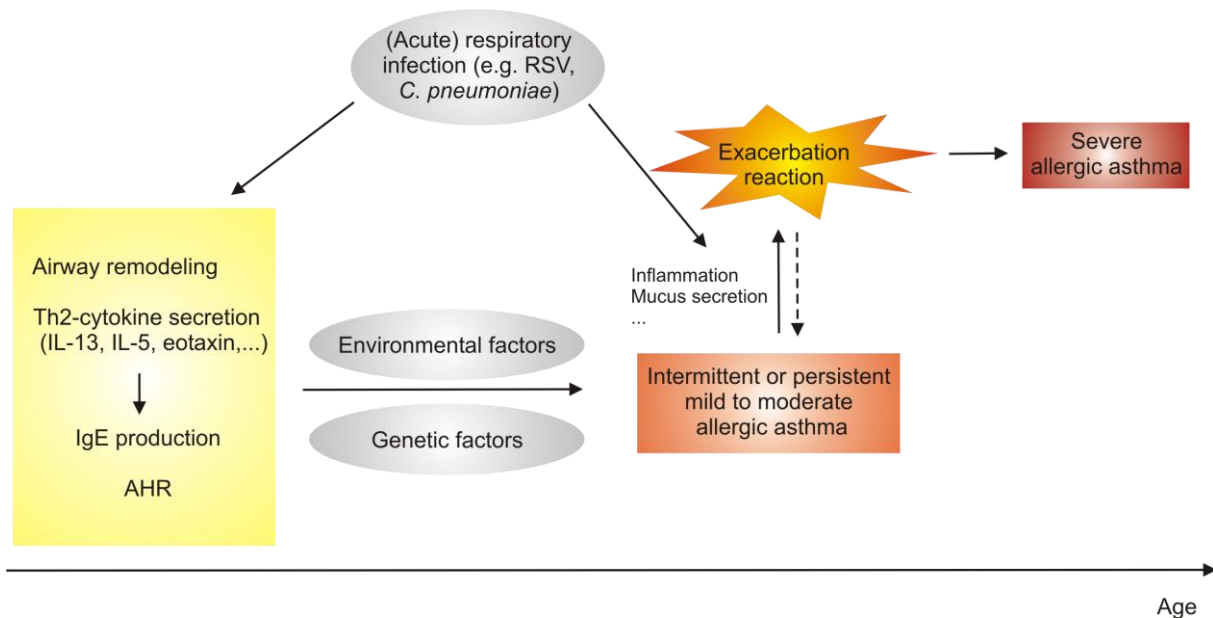 (Acute) respiratory
infection (e.g. RSV,
C. pneumoniae)
Exacerbation
reaction
Severe
allergic asthma
Airway remodeling
Th2-cytokine secretion
(IL-13, IL-5, eotaxin,...)
IgE production
AHR
Environmental factors
Genetic factors
Inflammation
Mucus secretion
...
Intermittent or persistent
mild to moderate
allergic asthma
Age